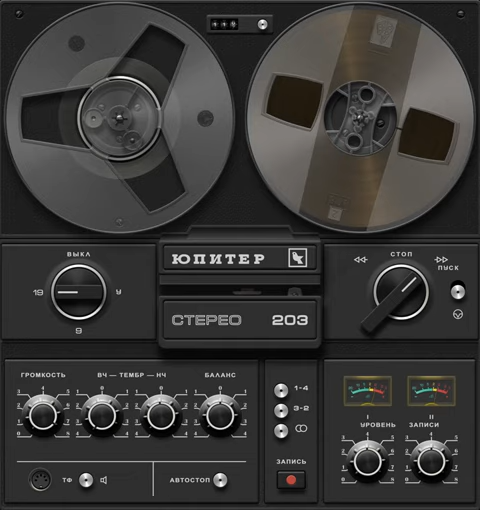 ВЫКЛ
19
У
9
ЮПИТЕР
СТЕРЕО 203
СТОП
ПУСК
ГРОМКОСТЬ
ВЧ — ТЕМБР — НЧ
БАЛАНС
1-4
3-2
ЗАПИСЬ
ТФ
АВТОСТОП
I
II
УРОВЕНЬ ЗАПИСИ